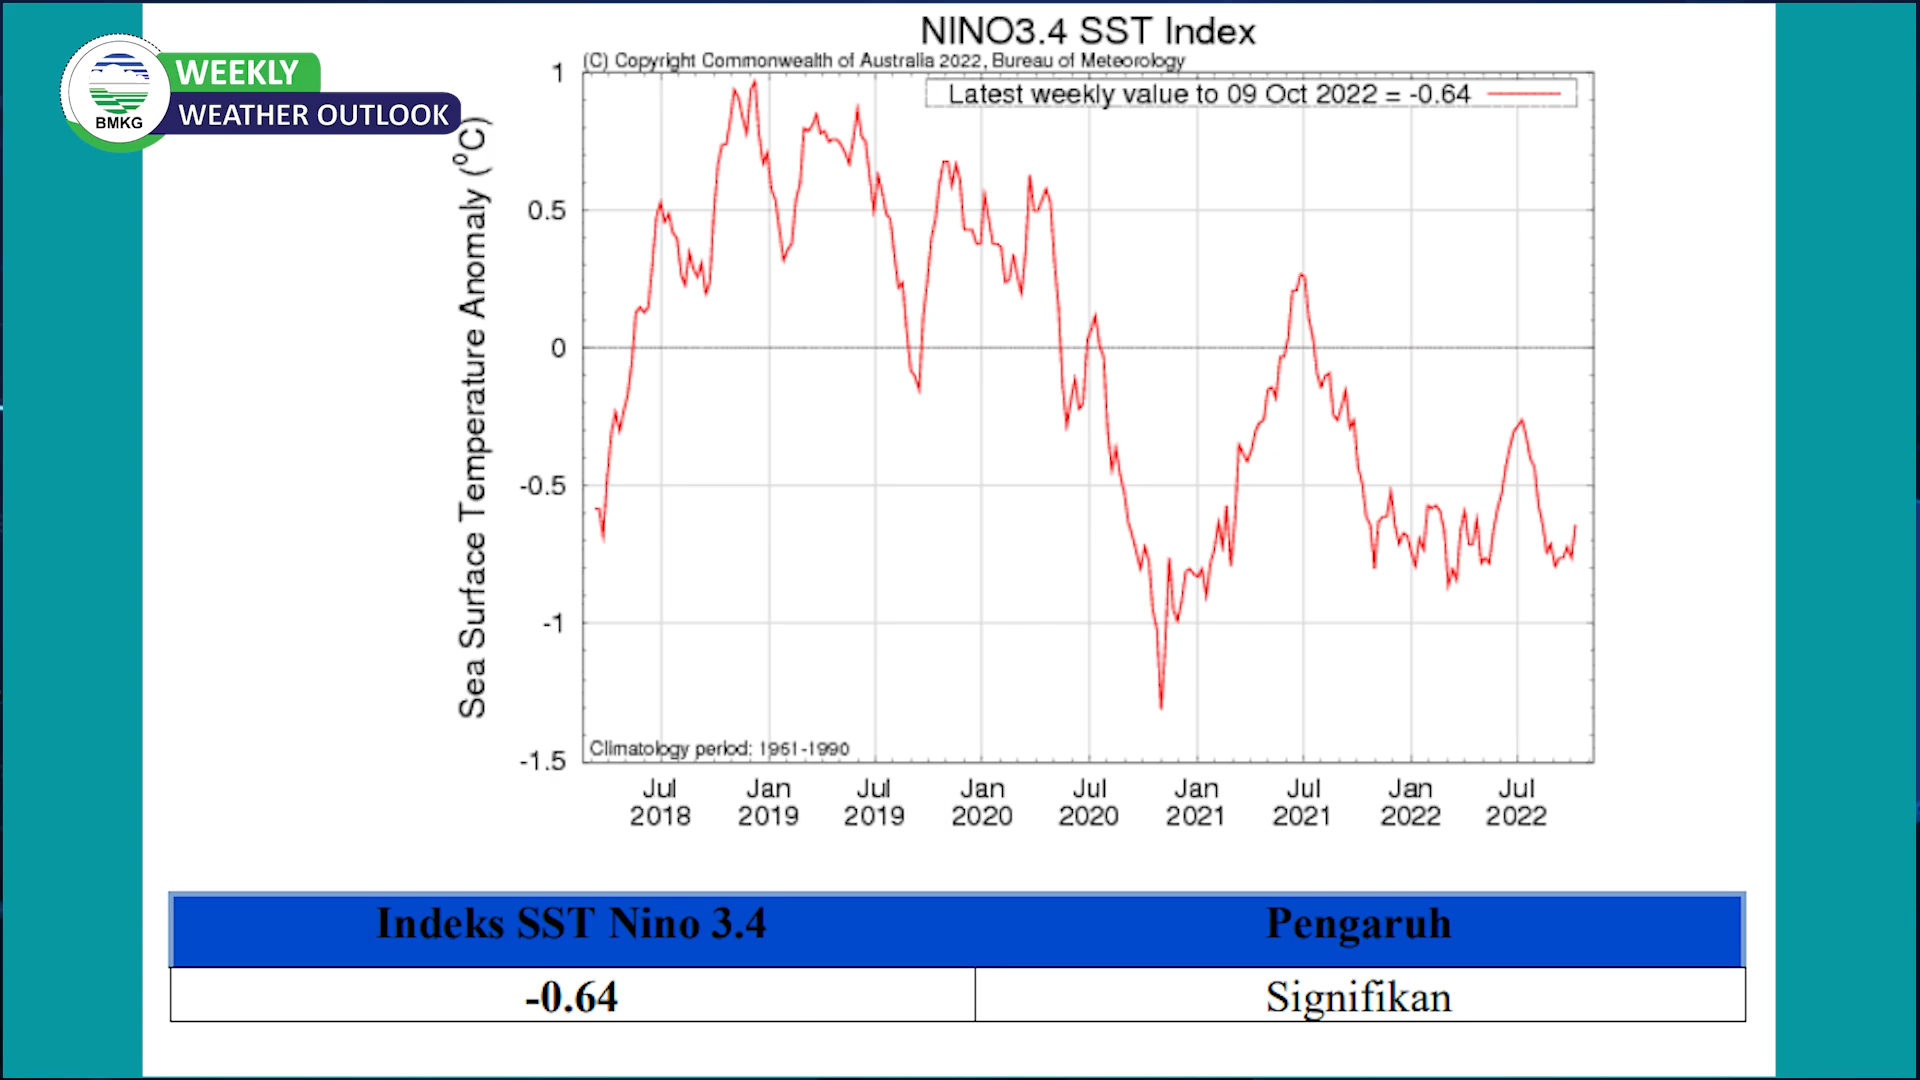 WEEKLY
WEATHER OUTLOOK
BMKG
NINO3.4 SST Index
(C) Copyright Commonwealth of Australia 2022, Bureau of Meteorology
Latest weekly value to 09 Oct 2022 = -0.64
Sea Surface Temperature Anomaly (°C)
1
0.5
0
-0.5
-1
-1.5
Climatology period: 1961-1990
Jul Jan Jul Jan Jul Jan Jul Jan Jul
2018 2019 2019 2020 2020 2021 2021 2022 2022
Indeks SST Nino 3.4 Pengaruh
-0.64 Signifikan